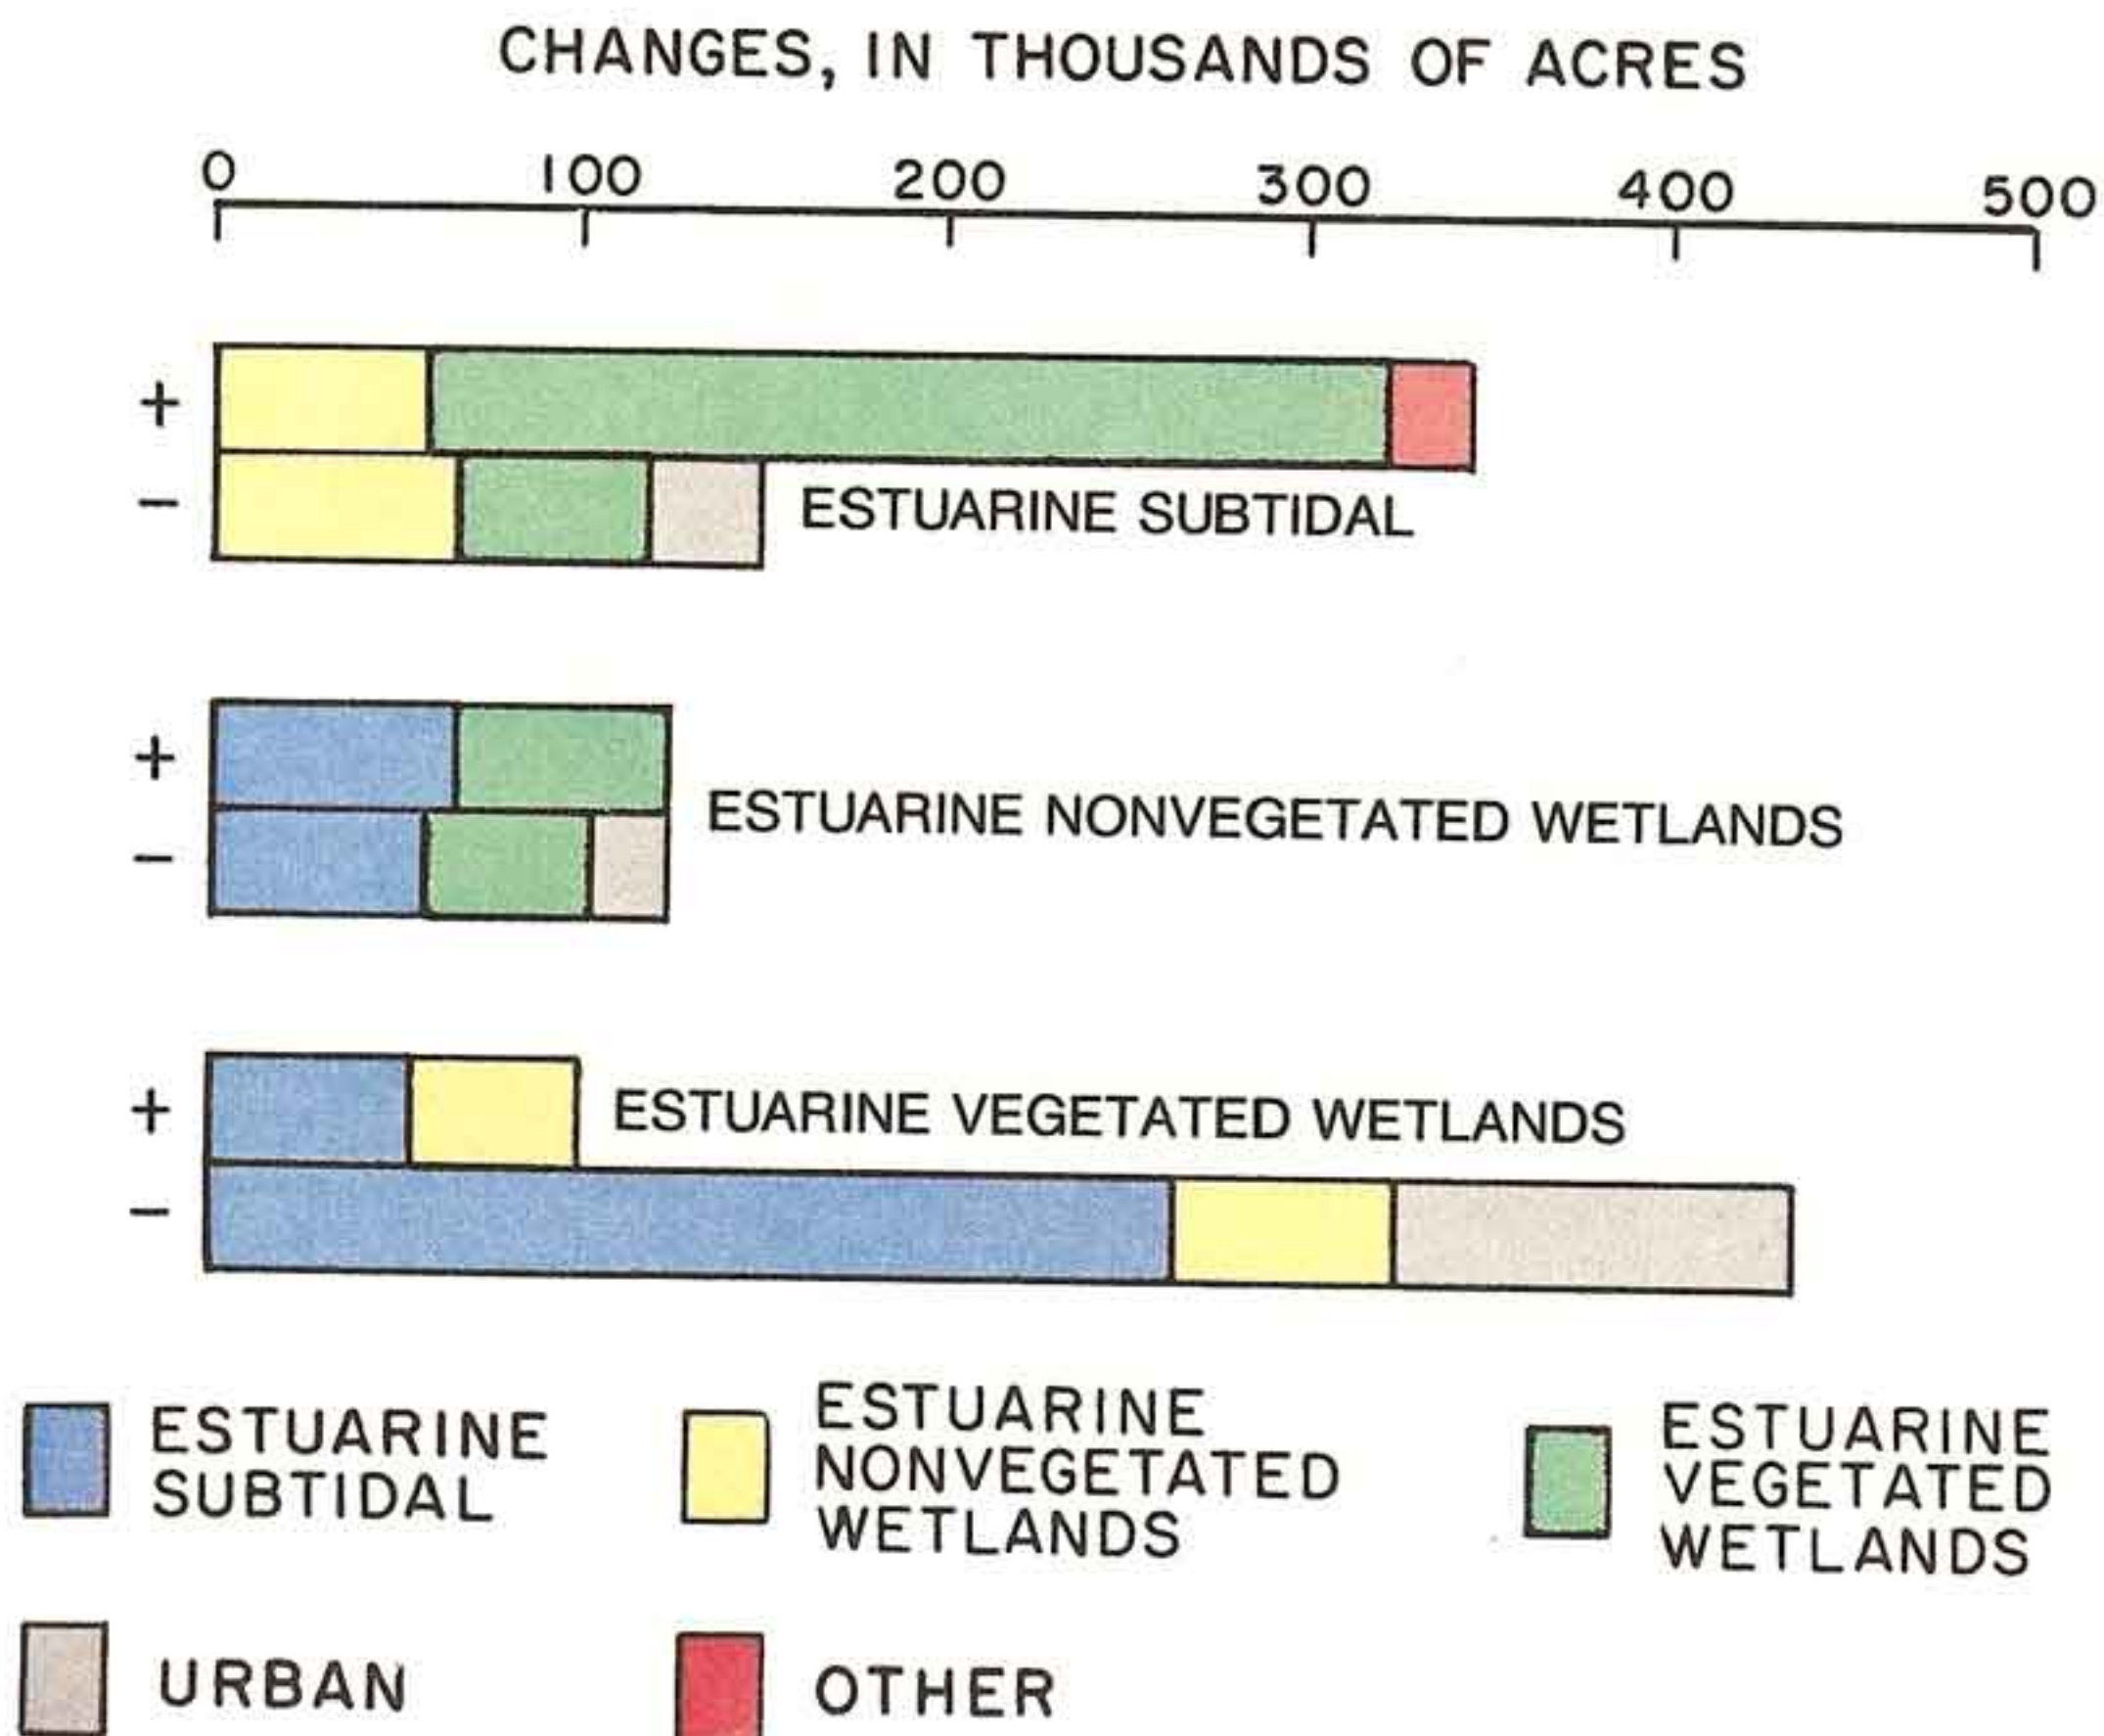 CHANGES, IN THOUSANDS OF ACRES
0 100 200 300 400 500
+
− ESTUARINE SUBTIDAL
+
ESTUARINE NONVEGETATED WETLANDS
−
+ ESTUARINE VEGETATED WETLANDS
−
ESTUARINE
SUBTIDAL
ESTUARINE
NONVEGETATED
WETLANDS
ESTUARINE
VEGETATED
WETLANDS
URBAN
OTHER